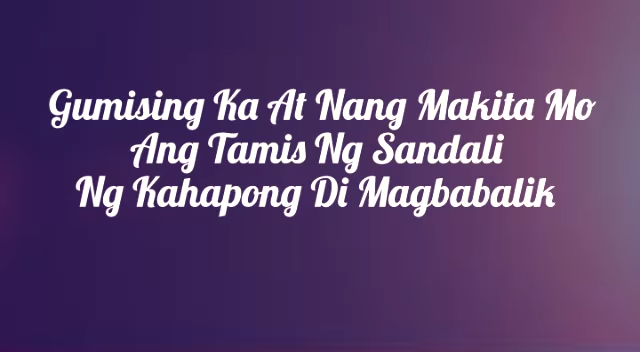 Gumising Ka At Nang Makita Mo
Ang Tamis Ng Sandali
Ng Kahapong Di Magbabalik